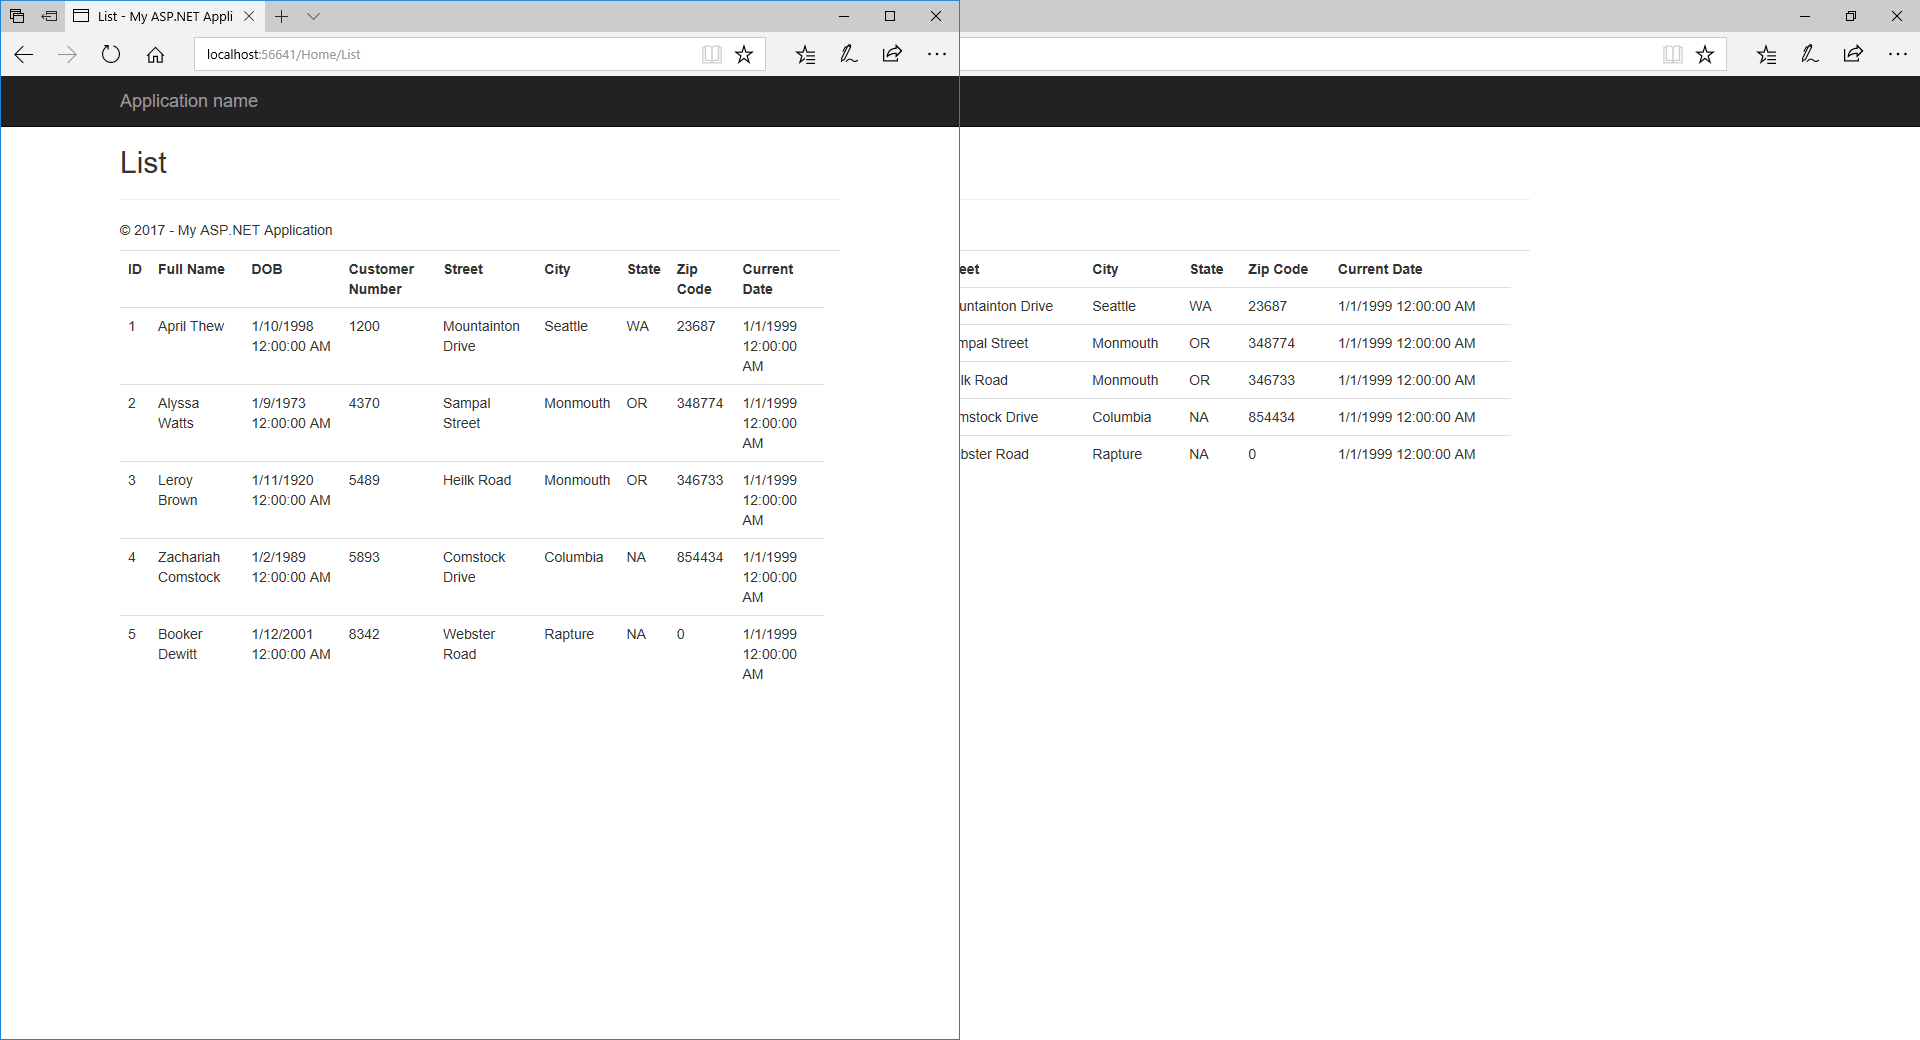 List - My ASP.NET Appli
localhost:56641/Home/List
Application name
List
© 2017 - My ASP.NET Application
ID Full Name DOB Customer Number Street City State Zip Code Current Date
1 April Thew 1/10/1998 12:00:00 AM 1200 Mountainton Drive Seattle WA 23687 1/1/1999 12:00:00 AM
2 Alyssa Watts 1/9/1973 12:00:00 AM 4370 Sampal Street Monmouth OR 348774 1/1/1999 12:00:00 AM
3 Leroy Brown 1/11/1920 12:00:00 AM 5489 Heilk Road Monmouth OR 346733 1/1/1999 12:00:00 AM
4 Zachariah Comstock 1/2/1989 12:00:00 AM 5893 Comstock Drive Columbia NA 854434 1/1/1999 12:00:00 AM
5 Booker Dewitt 1/12/2001 12:00:00 AM 8342 Webster Road Rapture NA 0 1/1/1999 12:00:00 AM
eet City State Zip Code Current Date
untainton Drive Seattle WA 23687 1/1/1999 12:00:00 AM
mpal Street Monmouth OR 348774 1/1/1999 12:00:00 AM
lk Road Monmouth OR 346733 1/1/1999 12:00:00 AM
mstock Drive Columbia NA 854434 1/1/1999 12:00:00 AM
bster Road Rapture NA 0 1/1/1999 12:00:00 AM